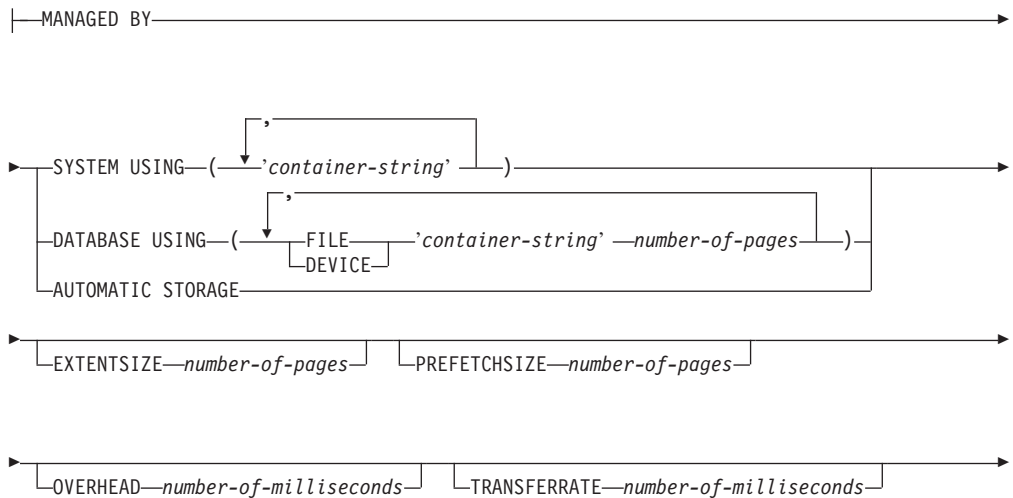 MANAGED BY
,
SYSTEM USING ( 'container-string' )
,
DATABASE USING ( FILE 'container-string' number-of-pages )
DEVICE
AUTOMATIC STORAGE
EXTENTSIZE number-of-pages PREFETCHSIZE number-of-pages
OVERHEAD number-of-milliseconds TRANSFERRATE number-of-milliseconds